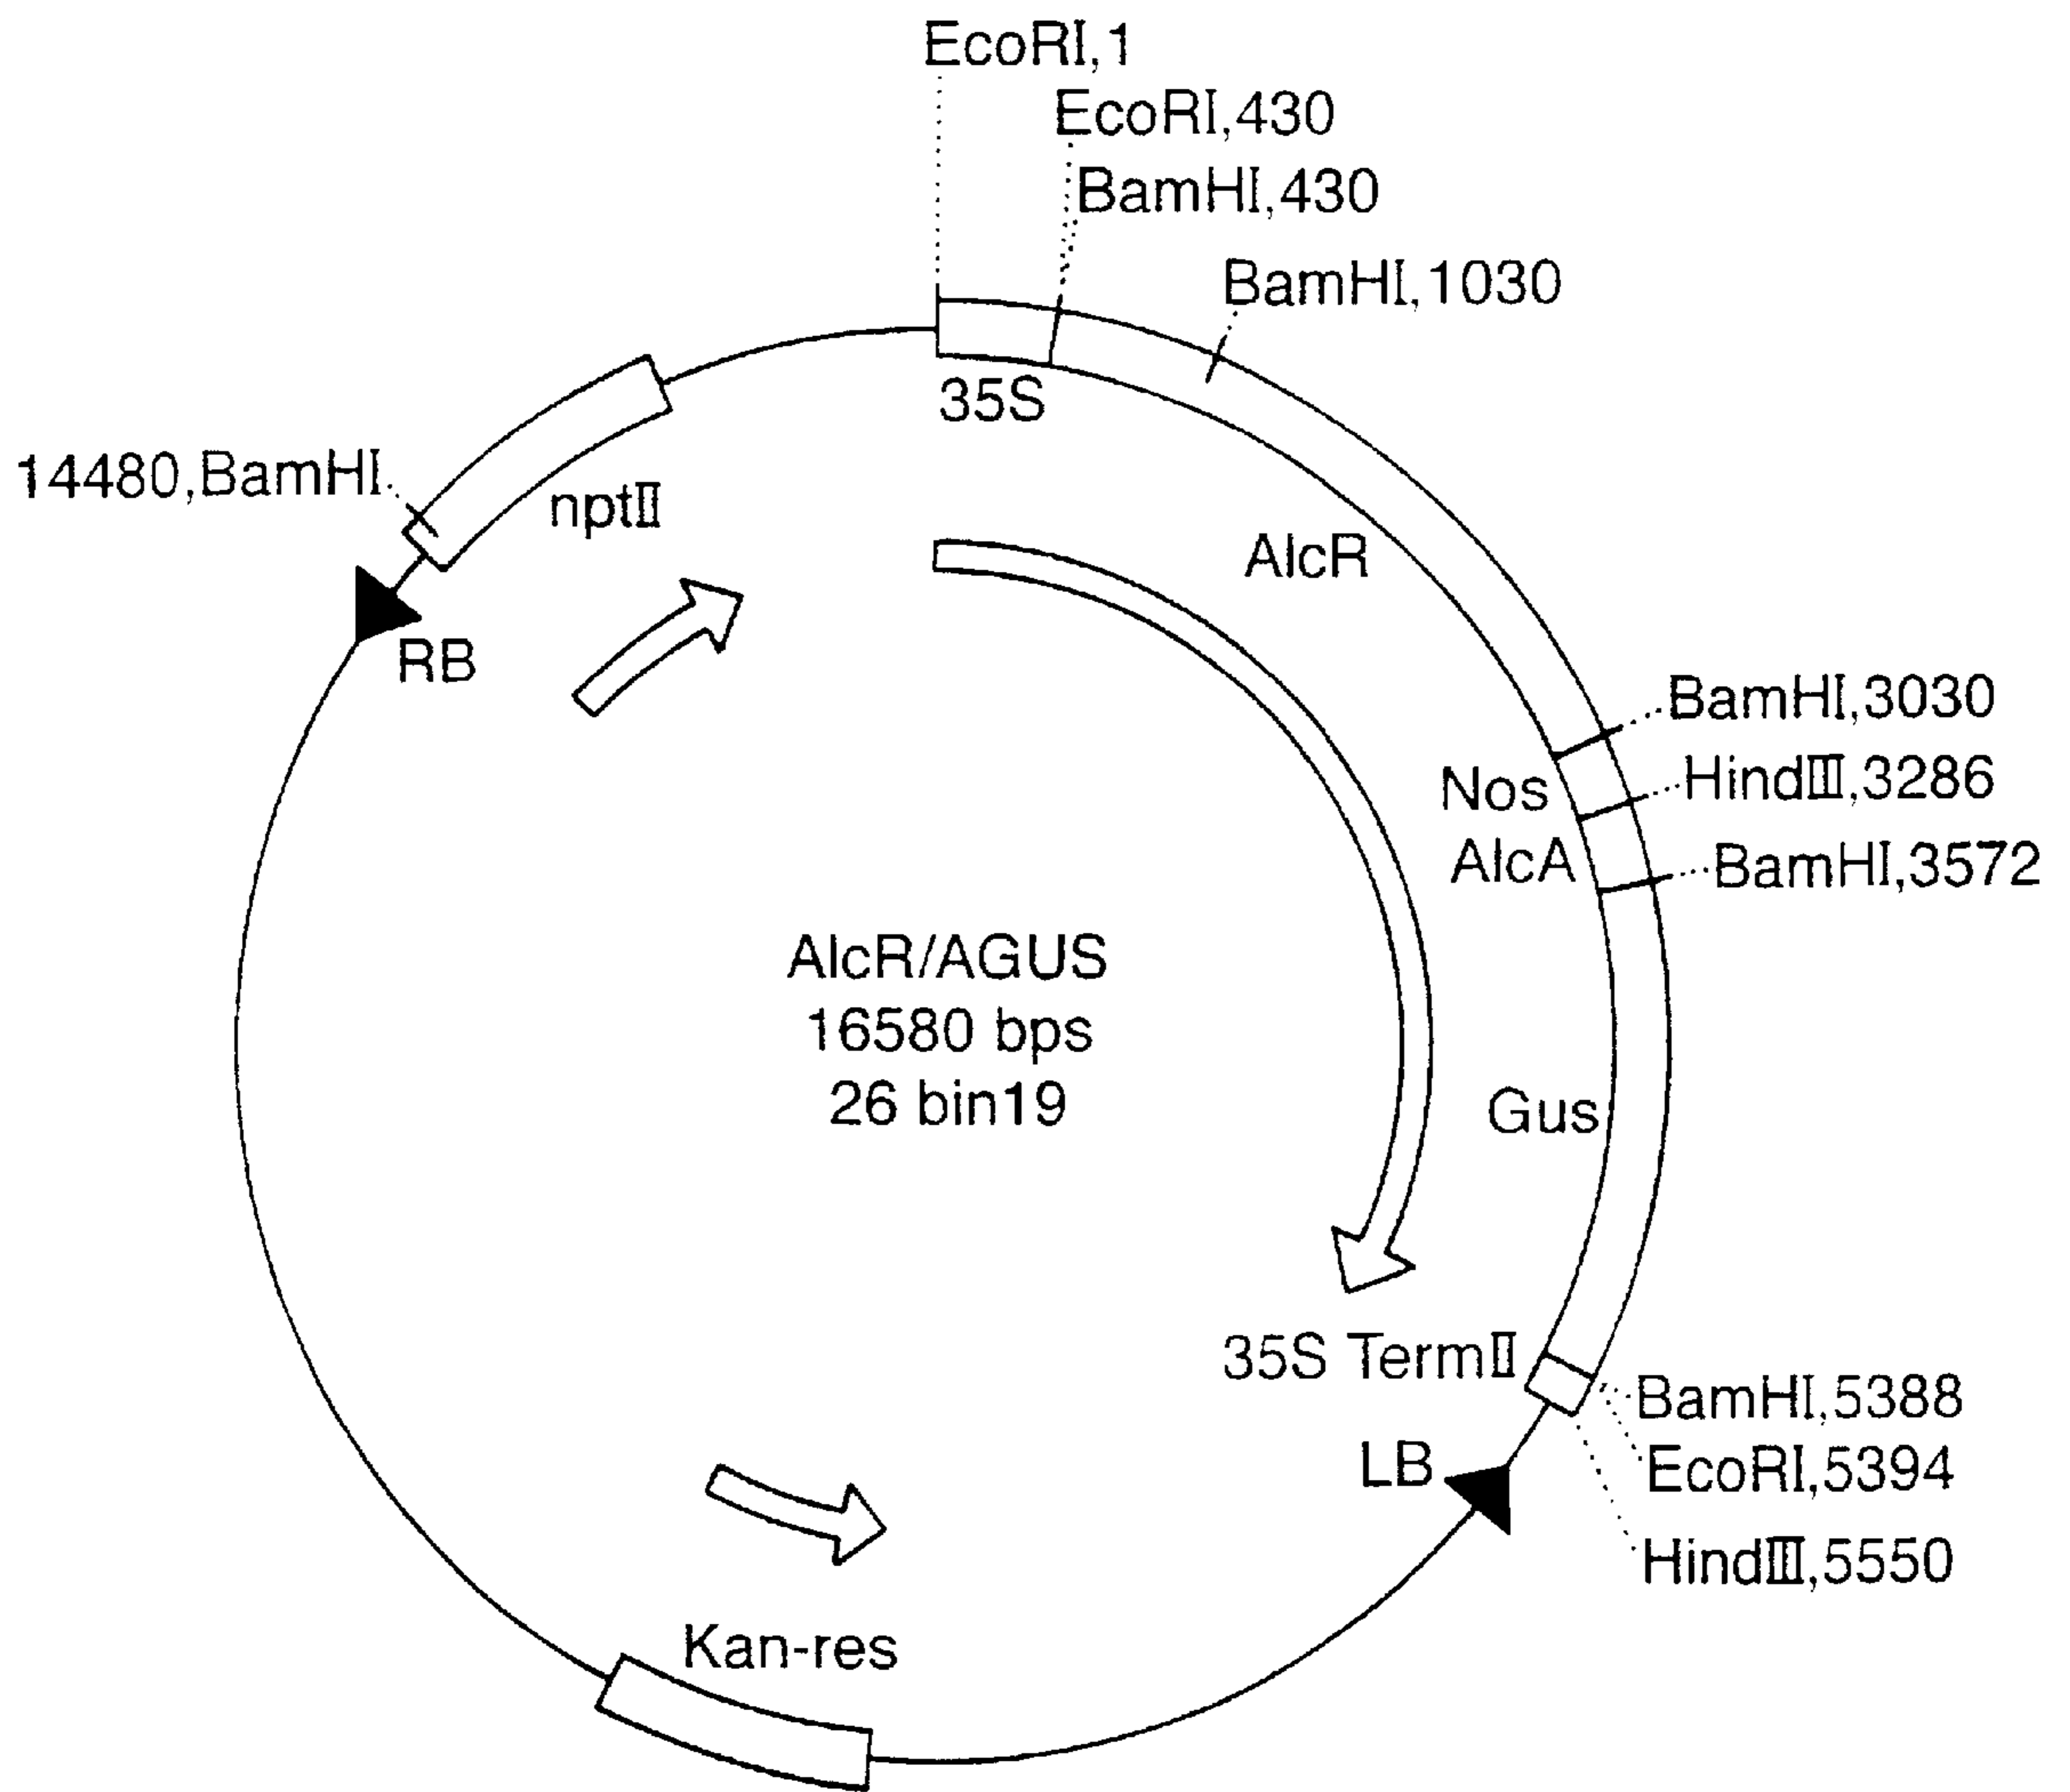 EcoRI,1
EcoRI,430
BamHI,430
BamHI,1030
35S
14480,BamHI
nptⅡ
AlcR
RB
BamHI,3030
Nos
HindⅢ,3286
AlcA
BamHI,3572
AlcR/AGUS
16580 bps
26 bin19
Gus
35S TermⅡ
BamHI,5388
LB
EcoRI,5394
HindⅢ,5550
Kan-res